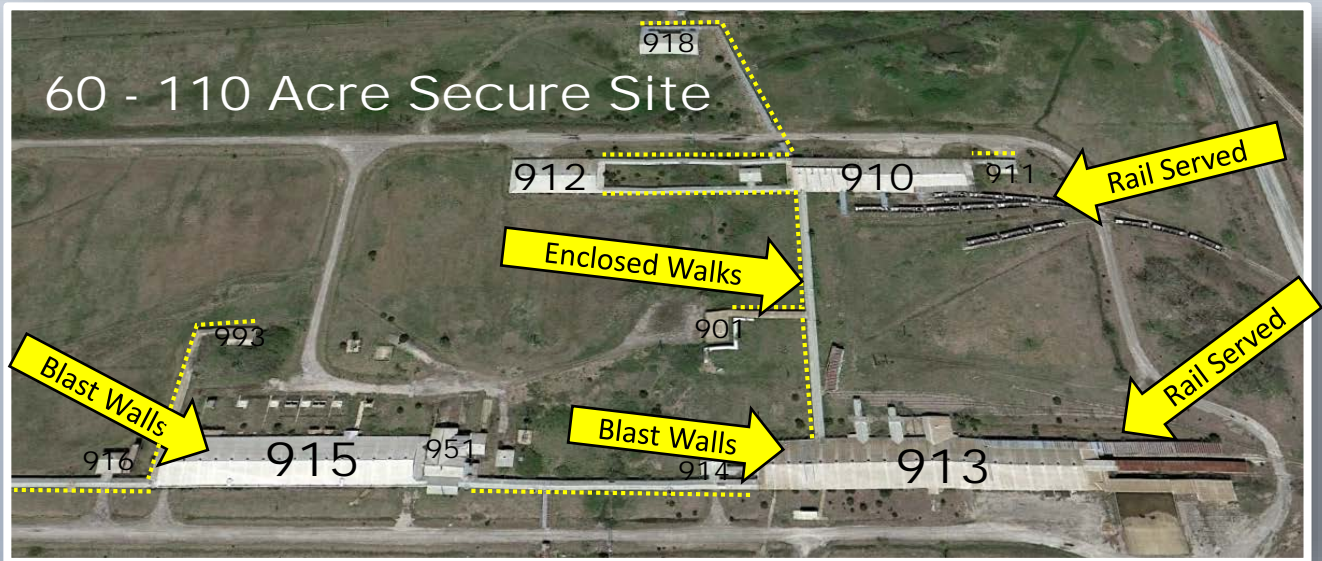 918
60 - 110 Acre Secure Site
912
910
911
Rail Served
Enclosed Walks
901
993
Rail Served
Blast Walls
Blast Walls
916
915
951
914
913